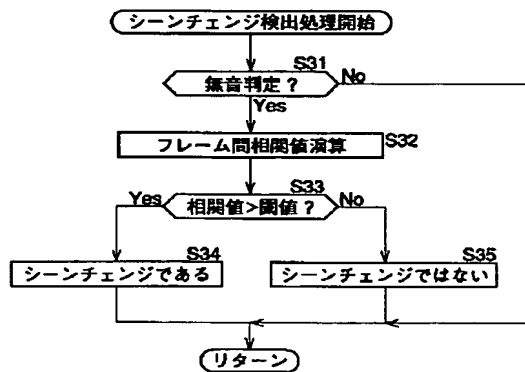 シーンチェンジ検出処理開始
S31
無音判定？
No
Yes
フレーム間相関値演算
S32
S33
Yes
相関値>閾値？
No
S34
シーンチェンジである
S35
シーンチェンジではない
リターン